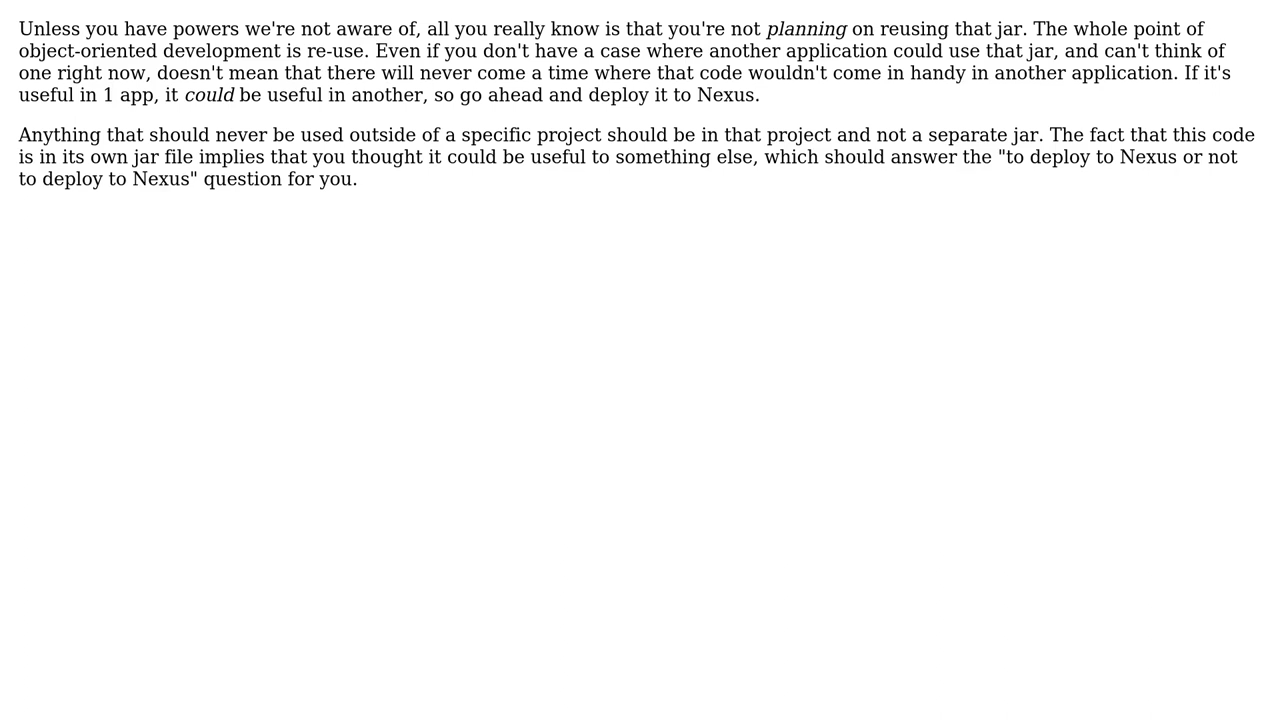 Unless you have powers we're not aware of, all you really know is that you're not planning on reusing that jar. The whole point of
object-oriented development is re-use. Even if you don't have a case where another application could use that jar, and can't think of
one right now, doesn't mean that there will never come a time where that code wouldn't come in handy in another application. If it's
useful in 1 app, it could be useful in another, so go ahead and deploy it to Nexus.
Anything that should never be used outside of a specific project should be in that project and not a separate jar. The fact that this code
is in its own jar file implies that you thought it could be useful to something else, which should answer the "to deploy to Nexus or not
to deploy to Nexus" question for you.